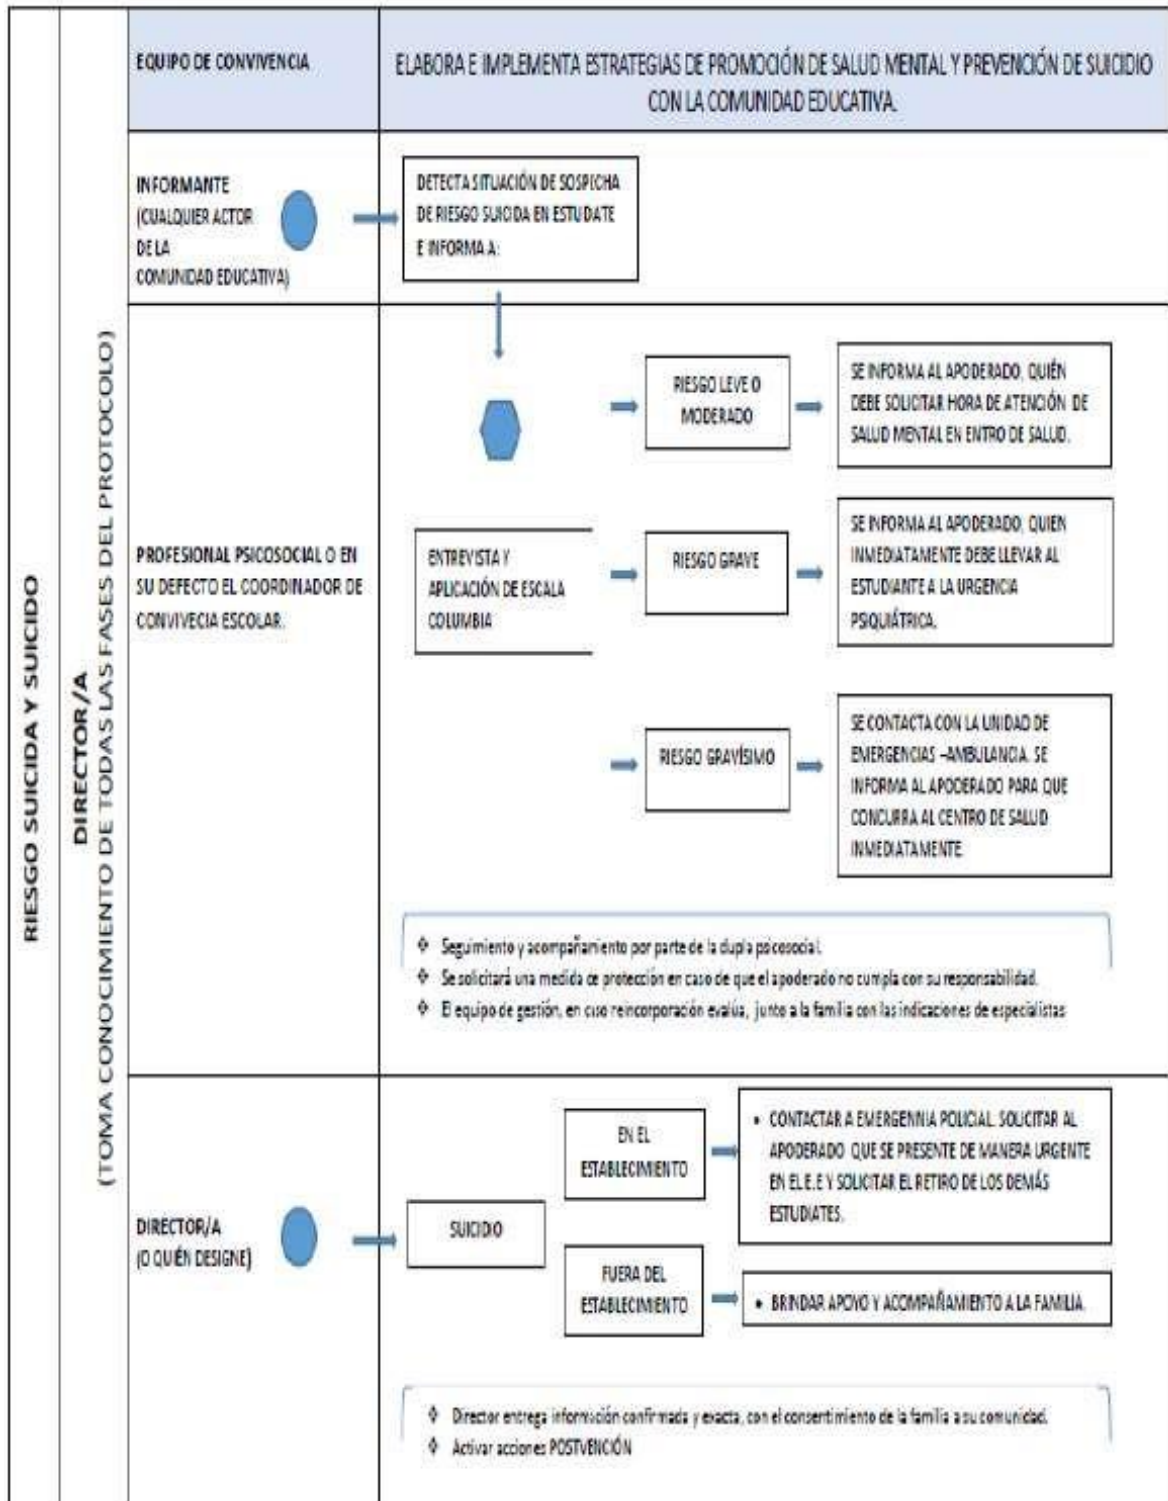 RIESGO SUICIDA Y SUICIDO
DIRECTOR/A
(TOMA CONOCIMIENTO DE TODAS LAS FASES DEL PROTOCOLO)
EQUIPO DE CONVIVENCIA
ELABORA E IMPLEMENTA ESTRATEGIAS DE PROMOCIÓN DE SALUD MENTAL Y PREVENCIÓN DE SUICIDIO
CON LA COMUNIDAD EDUCATIVA.
INFORMANTE
(CUALQUIER ACTOR
DE LA
COMUNIDAD EDUCATIVA)
DETECTA SITUACIÓN DE SOSPECHA
DE RIESGO SUICIDA EN ESTUDATE
E INFORMA A:
PROFESIONAL PSICOSOCIAL O EN
SU DEFECTO EL COORDINADOR DE
CONVIVECIA ESCOLAR.
ENTREVISTA Y
APLICACIÓN DE ESCALA
COLUMBIA
RIESGO LEVE O
MODERADO
SE INFORMA AL APODERADO, QUIÉN
DEBE SOLICITAR HORA DE ATENCIÓN DE
SALUD MENTAL EN ENTRO DE SALUD.
RIESGO GRAVE
SE INFORMA AL APODERADO, QUIEN
INMEDIATAMENTE DEBE LLEVAR AL
ESTUDIANTE A LA URGENCIA
PSIQUIÁTRICA.
RIESGO GRAVÍSIMO
SE CONTACTA CON LA UNIDAD DE
EMERGENCIAS –AMBULANCIA. SE
INFORMA AL APODERADO PARA QUE
CONCURRA AL CENTRO DE SALUD
INMEDIATAMENTE
❖ Seguimiento y acompañamiento por parte de la dupla psicosocial.
❖ Se solicitará una medida de protección en caso de que el apoderado no cumpla con su responsabilidad.
❖ El equipo de gestión, en ciso reincorporación evalúa, junto a la familia con las indicaciones de especialistas
DIRECTOR/A
(O QUIÉN DESIGNE)
SUICIDIO
EN EL
ESTABLECIMIENTO
• CONTACTAR A EMERGENNIA POLICIAL. SOLICITAR AL
APODERADO QUE SE PRESENTE DE MANERA URGENTE
EN EL E.E Y SOLICITAR EL RETIRO DE LOS DEMÁS
ESTUDIATES.
FUERA DEL
ESTABLECIMIENTO
• BRINDAR APOYO Y ACOMPAÑAMIENTO A LA FAMILIA.
❖ Director entrega información confirmada y exacta, con el consentimiento de la familia a su comunidad.
❖ Activar acciones POSTVENCIÓN